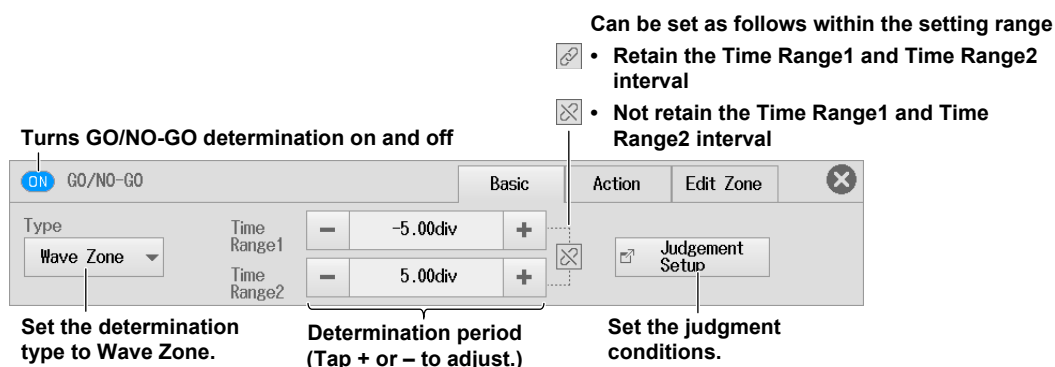 Can be set as follows within the setting range
• Retain the Time Range1 and Time Range2
interval
• Not retain the Time Range1 and Time
Range2 interval
Turns GO/NO-GO determination on and off
ON GO/NO-GO
Basic
Action
Edit Zone
Type
Wave Zone
Time
Range1
– -5.00div +
Time
Range2
– 5.00div +
Judgement
Setup
Set the determination
type to Wave Zone.
Determination period
(Tap + or – to adjust.)
Set the judgment
conditions.